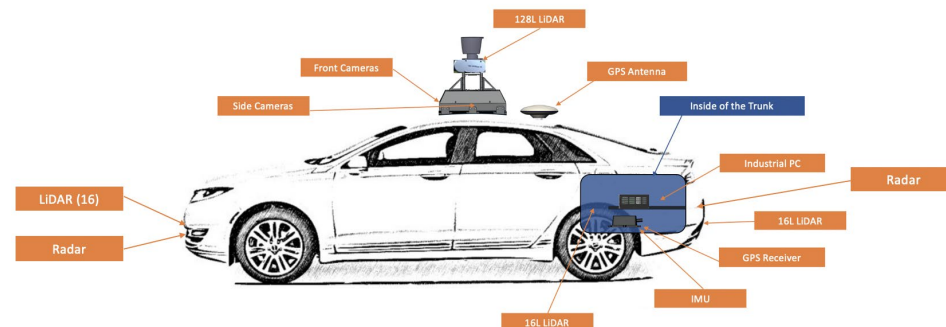 128L LiDAR
Front Cameras
GPS Antenna
Side Cameras
Inside of the Trunk
Industrial PC
Radar
LiDAR (16)
16L LiDAR
Radar
GPS Receiver
IMU
16L LiDAR